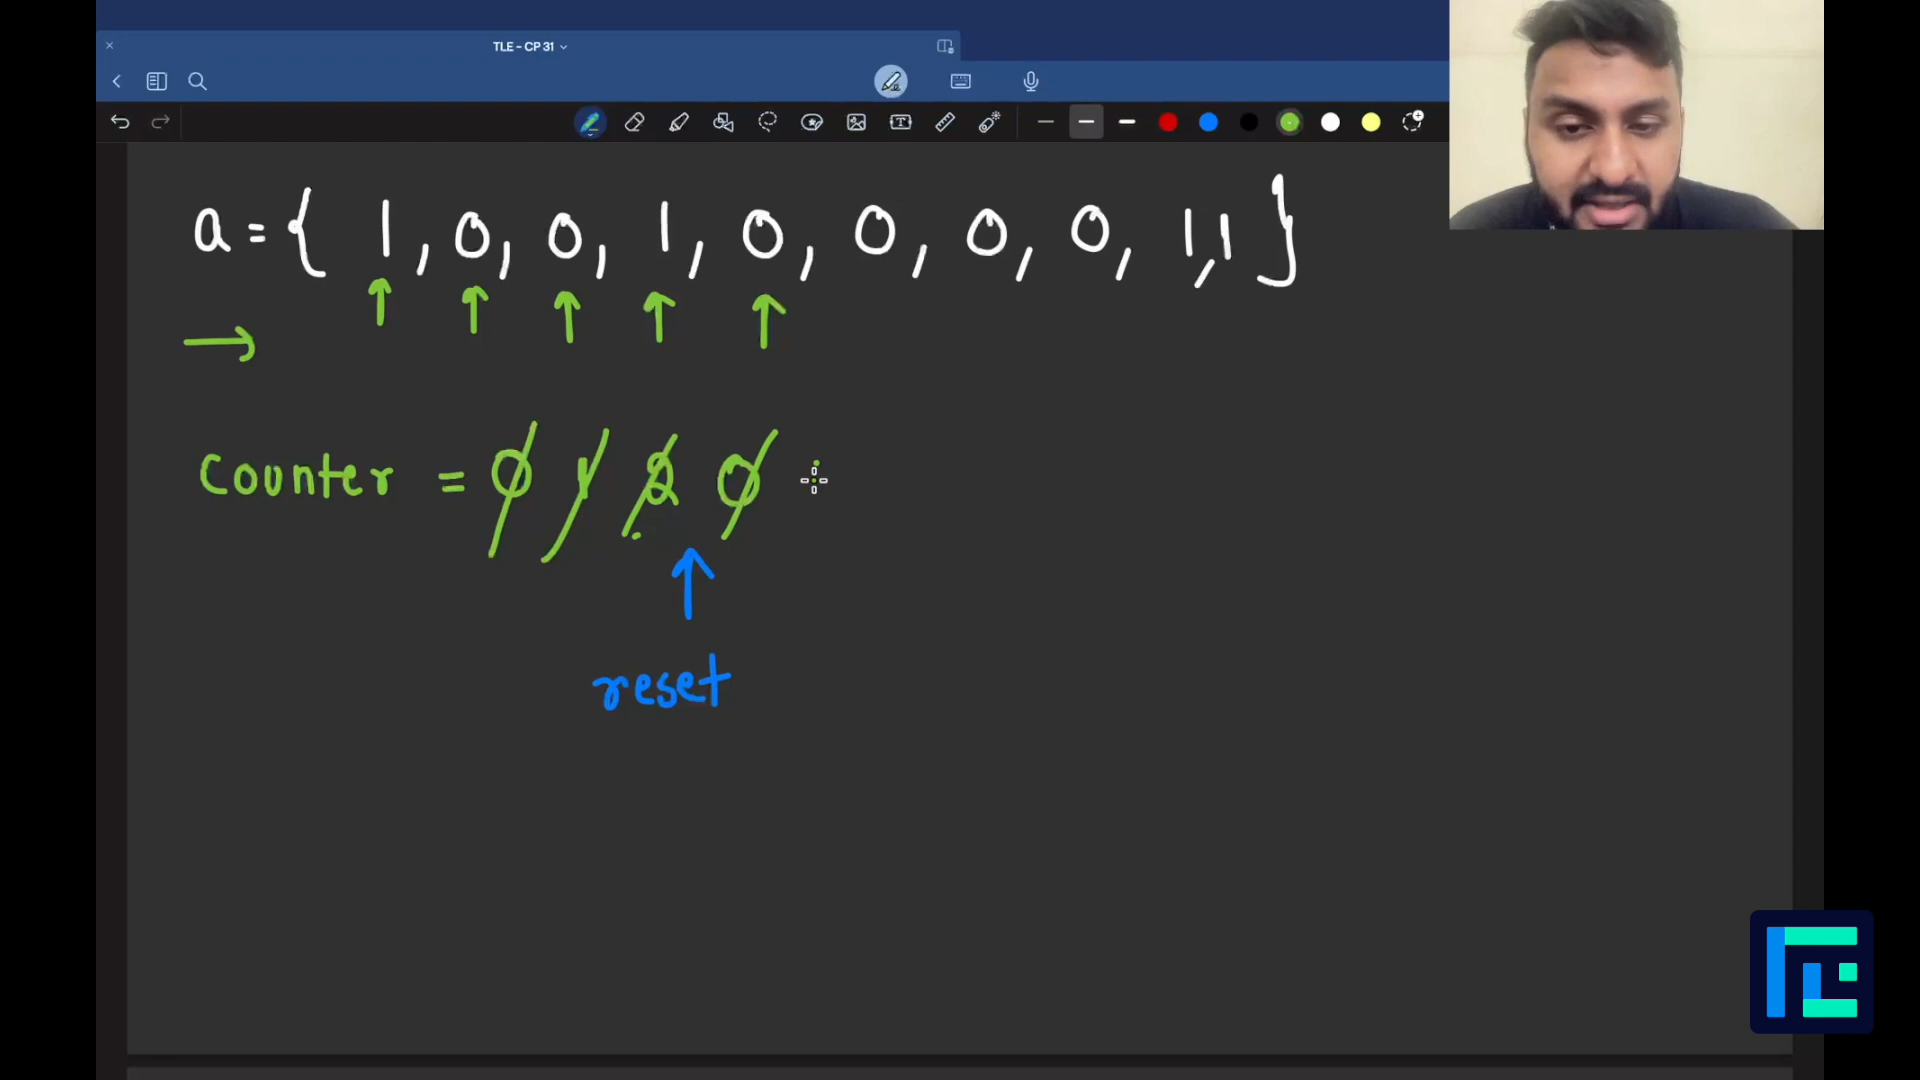 TLE - CP 31
a = { 1, 0, 0, 1, 0, 0, 0, 0, 1, 1 }
Counter = 0 1 2 0
reset